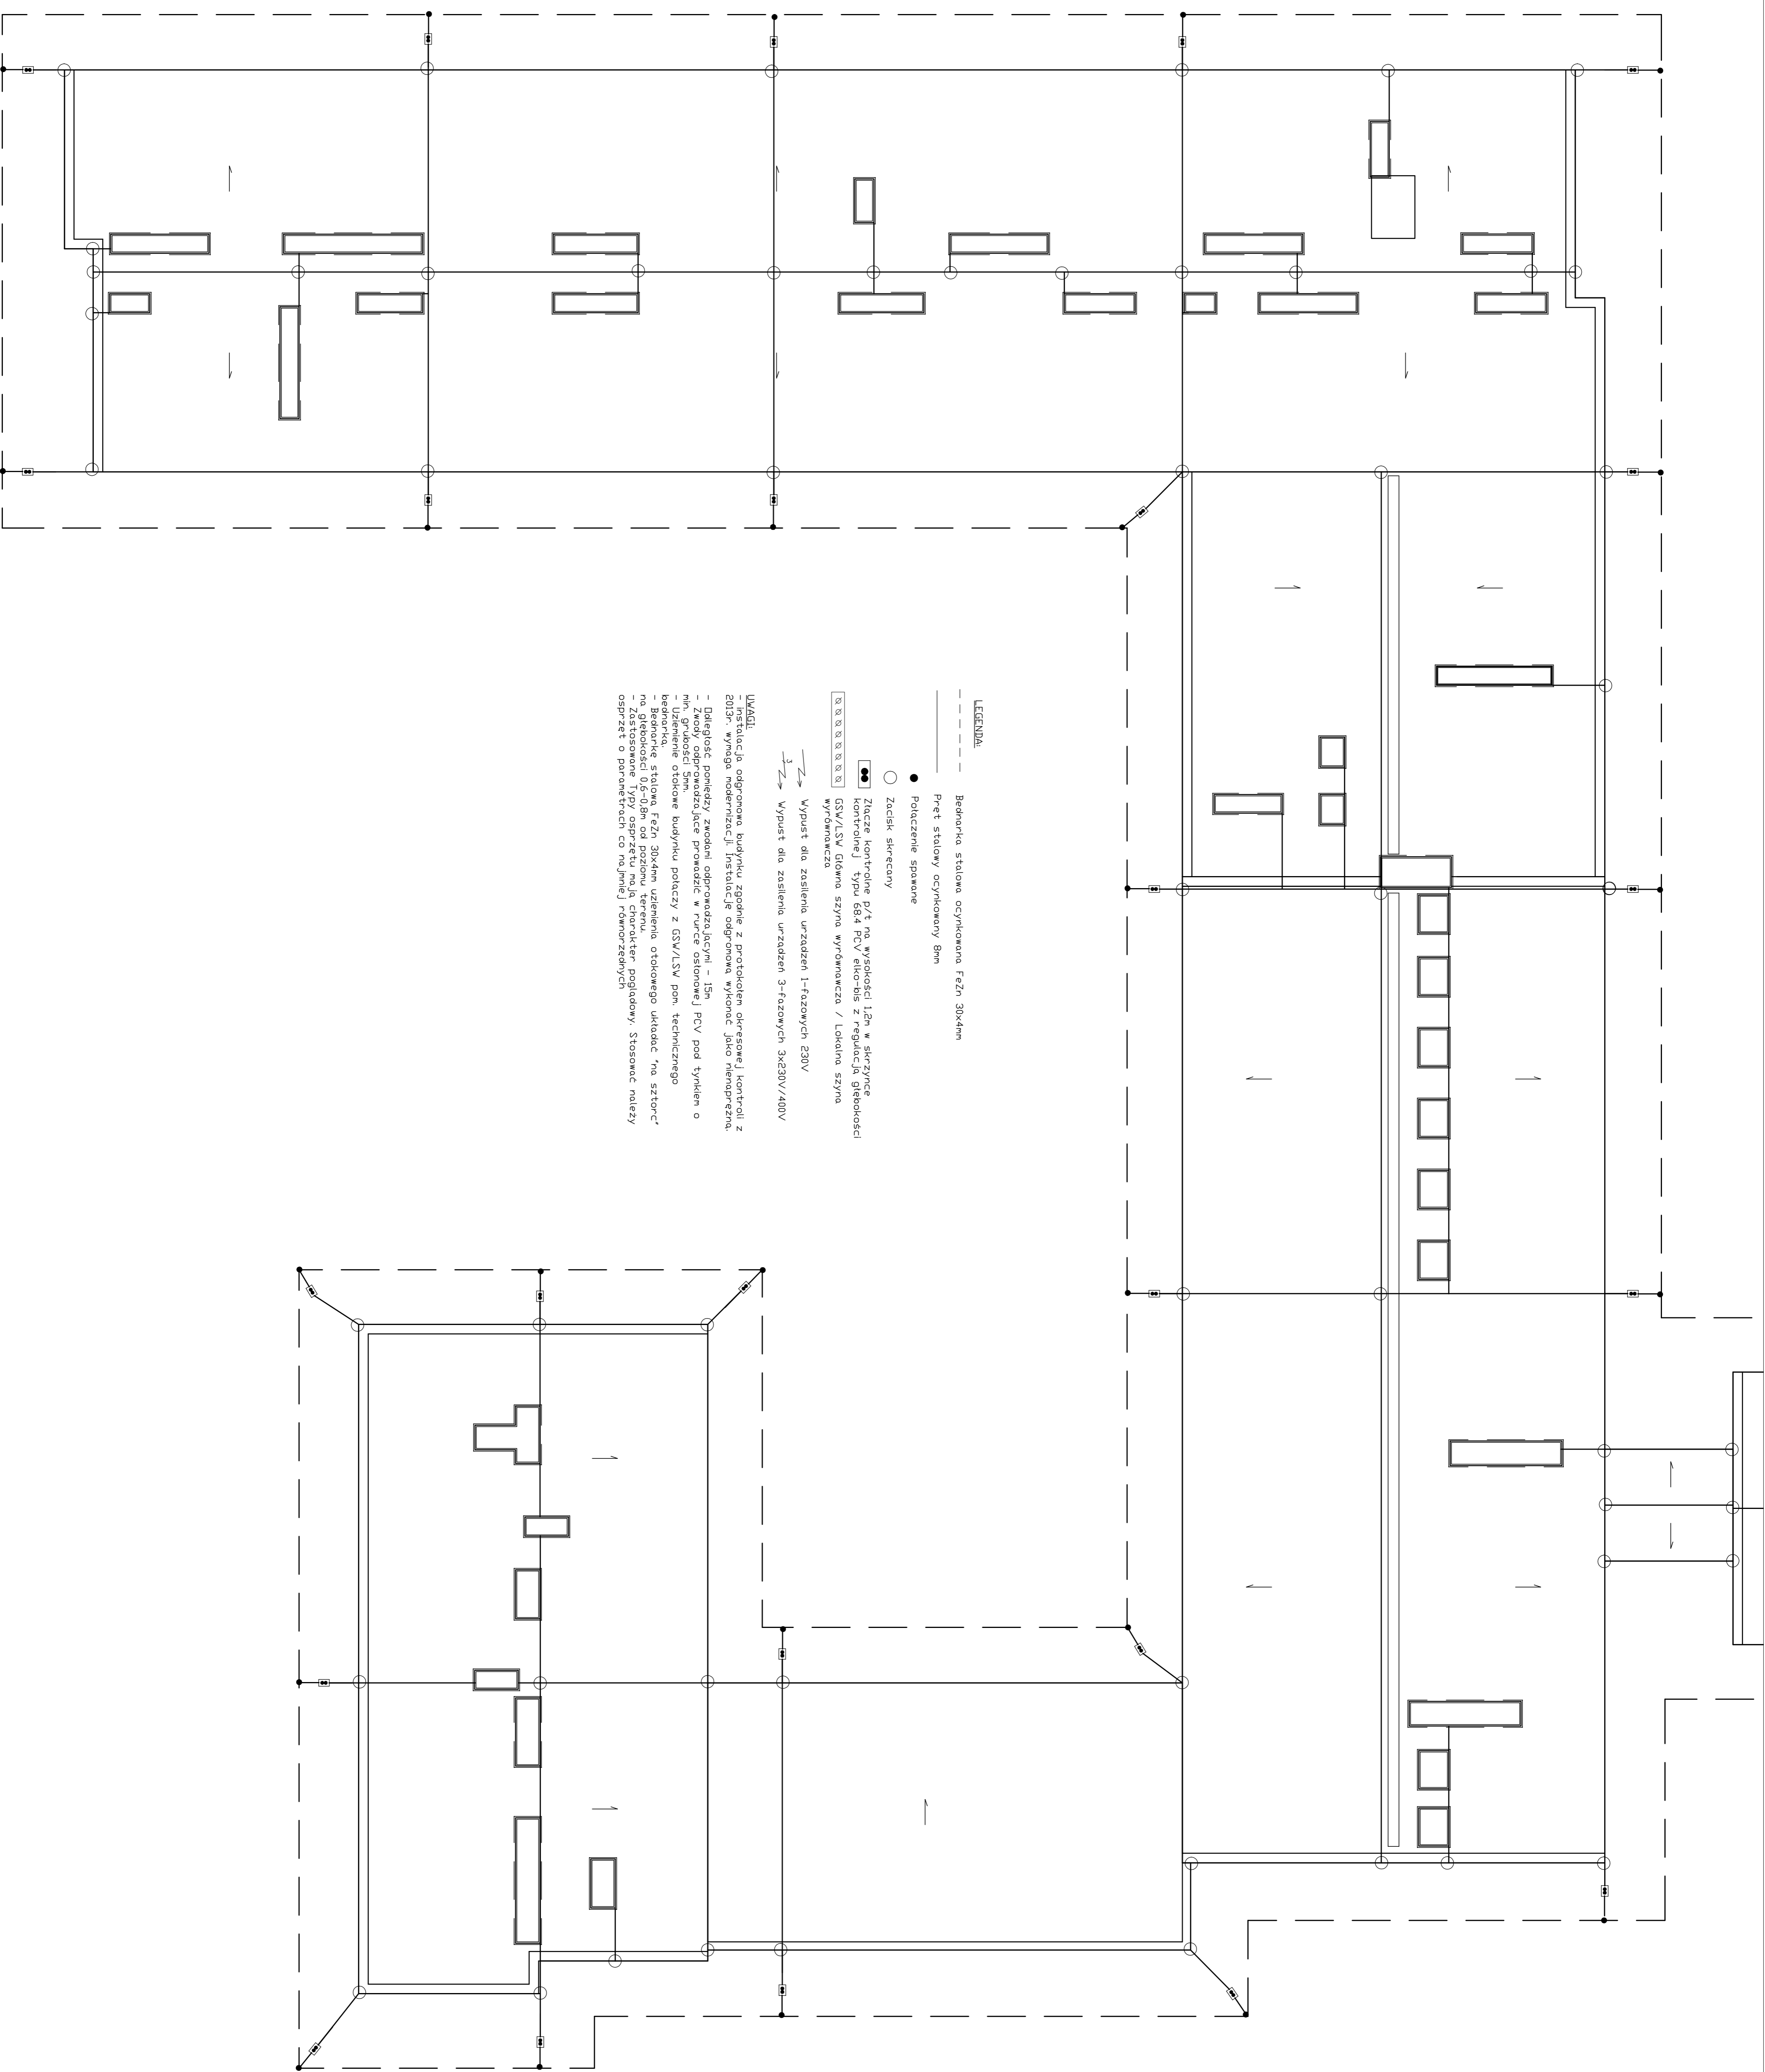 LEGENDA:
Bednarka stalowa ocynkowana FeZn 30x4mm
Pręt stalowy ocynkowany 8mm
Połączenie spawane
Zacisk skręcany
Złącze kontrolne p/t na wysokości 1,2m w skrzynce
kontrolnej typu 68.4 PCV elko-bis z regulacją głębokości
GSW/LSW Główna szyna wyrównawcza / Lokalna szyna
wyrównawcza
Wypust dla zasilenia urządzeń 1-fazowych 230V
3
Wypust dla zasilenia urządzeń 3-fazowych 3x230V/400V
UWAGI:
- instalacja odgromowa budynku zgodnie z protokołem okresowej kontroli z
2013r. wymaga modernizacji. Instalację odgromową wykonać jako nienaprężną.
- Odległość pomiędzy zwodami odprowadzającymi - 15m
- Zwody odprowadzające prowadzić w rurce osłonowej PCV pod tynkiem o
min. grubości 5mm.
- Uziemienie otokowe budynku połączy z GSW/LSW pom. technicznego
bednarką.
- Bednarkę stalową FeZn 30x4mm uziemienia otokowego układać "na sztorc"
na głębokości 0,6-0,8m od poziomu terenu.
- Zastosowane Typy osprzętu mają charakter poglądowy. Stosować należy
osprzęt o parametrach co najmniej równorzędnych